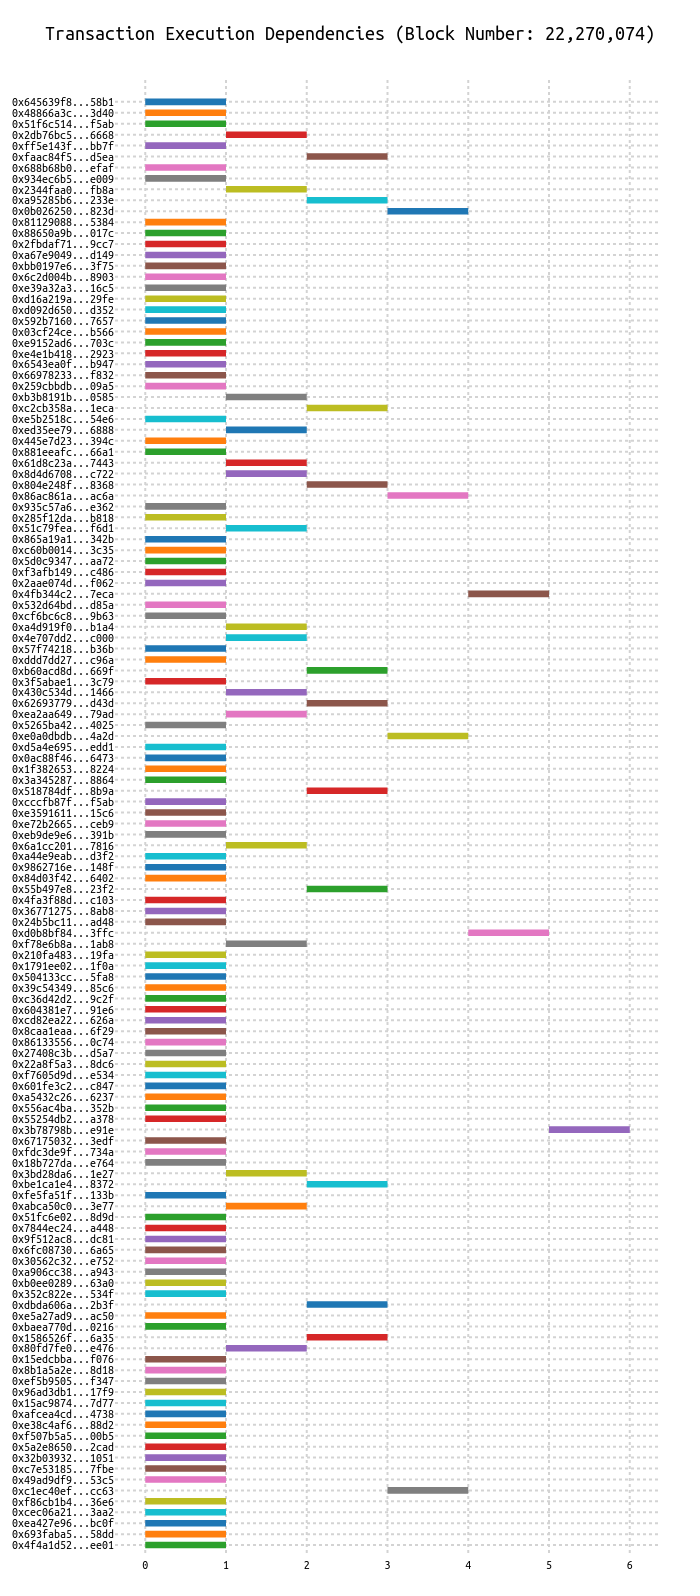 Transaction Execution Dependencies (Block Number: 22,270,074)
0x645639f8...58b1
0x48866a3c...3d40
0x51f6c514...f5ab
0x2db76bc5...6668
0xff5e143f...bb7f
0xfaac84f5...d5ea
0x688b68b0...efaf
0x934ec6b5...e009
0x2344faa0...fb8a
0xa95285b6...233e
0x0b026250...823d
0x81129088...5384
0x88650a9b...017c
0x2fbdaf71...9cc7
0xa67e9049...d149
0xbb0197e6...3f75
0x6c2d004b...8903
0xe39a32a3...16c5
0xd16a219a...29fe
0xd092d650...d352
0x592b7160...7657
0x03cf24ce...b566
0xe9152ad6...703c
0xe4e1b418...2923
0x6543ea0f...b947
0x66978233...f832
0x259cbbdb...09a5
0xb3b8191b...0585
0xc2cb358a...1eca
0xe5b2518c...54e6
0xed35ee79...6888
0x445e7d23...394c
0x881eeafc...66a1
0x61d8c23a...7443
0x8d4d6708...c722
0x804e248f...8368
0x86ac861a...ac6a
0x935c57a6...e362
0x285f12da...b818
0x51c79fea...f6d1
0x865a19a1...342b
0xc60b0014...3c35
0x5d0c9347...aa72
0xf3afb149...c486
0x2aae074d...f062
0x4fb344c2...7eca
0x532d64bd...d85a
0xcf6bc6c8...9b63
0xa4d919f0...b1a4
0x4e707dd2...c000
0x57f74218...b36b
0xddd7dd27...c96a
0xb60acd8d...669f
0x3f5abae1...3c79
0x430c534d...1466
0x62693779...d43d
0xea2aa649...79ad
0x5265ba42...4025
0xe0a0dbdb...4a2d
0xd5a4e695...edd1
0x0ac88f46...6473
0x1f382653...8224
0x3a345287...8864
0x518784df...8b9a
0xcccfb87f...f5ab
0xe3591611...15c6
0xe72b2665...ceb9
0xeb9de9e6...391b
0x6a1cc201...7816
0xa44e9eab...d3f2
0x9862716e...148f
0x84d03f42...6402
0x55b497e8...23f2
0x4fa3f88d...c103
0x36771275...8ab8
0x24b5bc11...ad48
0xd0b8bf84...3ffc
0xf78e6b8a...1ab8
0x210fa483...19fa
0x1791ee02...1f0a
0x504133cc...5fa8
0x39c54349...85c6
0xc36d42d2...9c2f
0x604381e7...91e6
0xcd82ea22...626a
0x8caa1eaa...6f29
0x86133556...0c74
0x27408c3b...d5a7
0x22a8f5a3...8dc6
0xf7605d9d...e534
0x601fe3c2...c847
0xa5432c26...6237
0x556ac4ba...352b
0x55254db2...a378
0x3b78798b...e91e
0x67175032...3edf
0xfdc3de9f...734a
0x18b727da...e764
0x3bd28da6...1e27
0xbe1ca1e4...8372
0xfe5fa51f...133b
0xabca50c0...3e77
0x51fc6e02...8d9d
0x7844ec24...a448
0x9f512ac8...dc81
0x6fc08730...6a65
0x30562c32...e752
0xa906cc38...a943
0xb0ee0289...63a0
0x352c822e...534f
0xdbda606a...2b3f
0xe5a27ad9...ac50
0xbaea770d...0216
0x1586526f...6a35
0x80fd7fe0...e476
0x15edcbba...f076
0x8b1a5a2e...8d18
0xef5b9505...f347
0x96ad3db1...17f9
0x15ac9874...7d77
0xafcea4cd...4738
0xe38c4af6...88d2
0xf507b5a5...00b5
0x5a2e8650...2cad
0x32b03932...1051
0xc7e53185...7fbe
0x49ad9df9...53c5
0xc1ec40ef...cc63
0xf86cb1b4...36e6
0xcec06a21...3aa2
0xea427e96...bc0f
0x693faba5...58dd
0x4f4a1d52...ee01
0 1 2 3 4 5 6